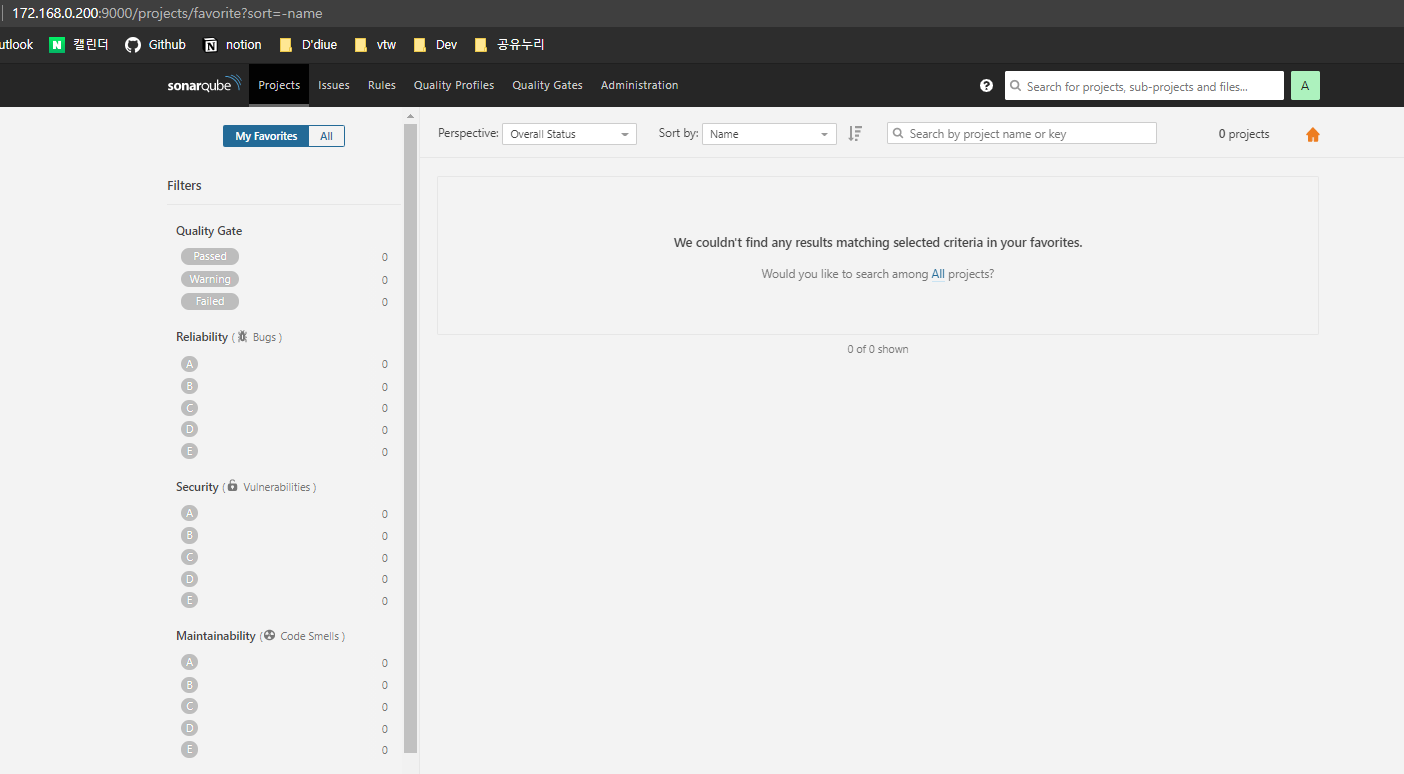 172.168.0.200:9000/projects/favorite?sort=-name
utlook N 캘린더 Github notion D'diue vtw Dev 공유누리
sonarqube Projects Issues Rules Quality Profiles Quality Gates Administration ? Search for projects, sub-projects and files... A
My Favorites All
Perspective: Overall Status Sort by: Name Search by project name or key 0 projects
Filters
Quality Gate
Passed 0
Warning 0
Failed 0
Reliability ( Bugs )
A 0
B 0
C 0
D 0
E 0
Security ( Vulnerabilities )
A 0
B 0
C 0
D 0
E 0
Maintainability ( Code Smells )
A 0
B 0
C 0
D 0
E 0
We couldn't find any results matching selected criteria in your favorites.
Would you like to search among All projects?
0 of 0 shown